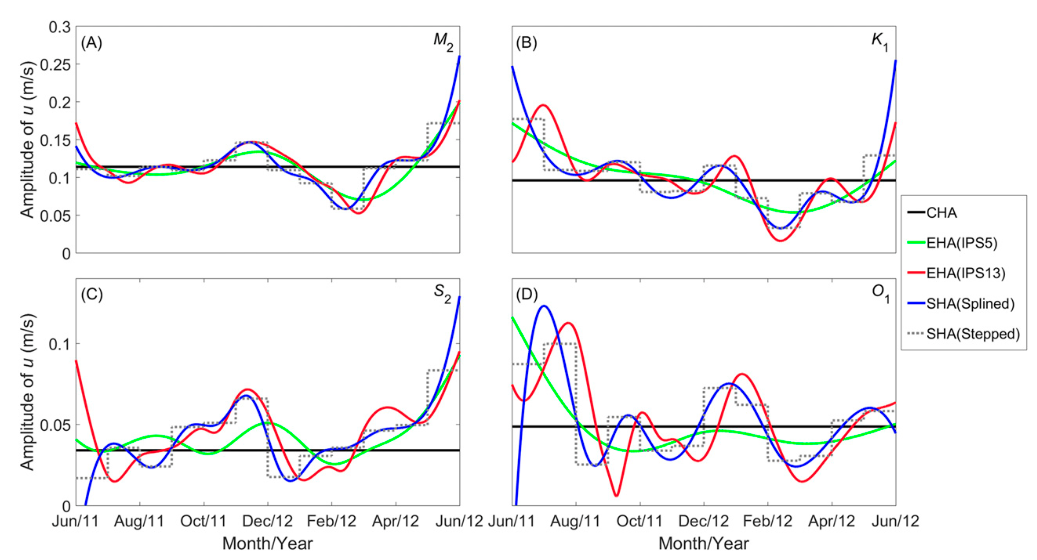 (A)
M2
0.3
0.25
0.2
0.15
0.1
0.05
0
Amplitude of u (m/s)
(B)
K1
(C)
S2
0.1
0.05
0
Amplitude of u (m/s)
Jun/11 Aug/11 Oct/11 Dec/12 Feb/12 Apr/12 Jun/12
Month/Year
(D)
O1
Jun/11 Aug/11 Oct/11 Dec/12 Feb/12 Apr/12 Jun/12
Month/Year
CHA
EHA(IPS5)
EHA(IPS13)
SHA(Splined)
SHA(Stepped)